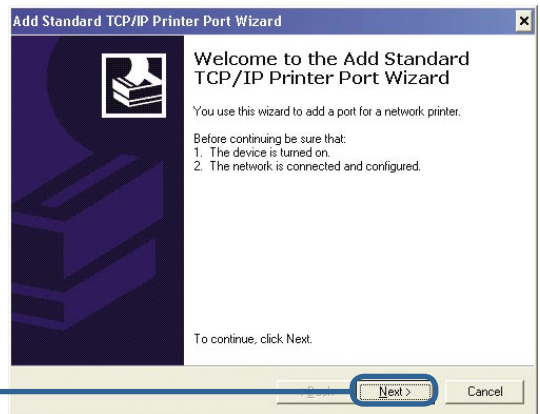 Add Standard TCP/IP Printer Port Wizard
Welcome to the Add Standard
TCP/IP Printer Port Wizard
You use this wizard to add a port for a network printer.
Before continuing be sure that:
1. The device is turned on.
2. The network is connected and configured.
To continue, click Next.
Next >
Cancel